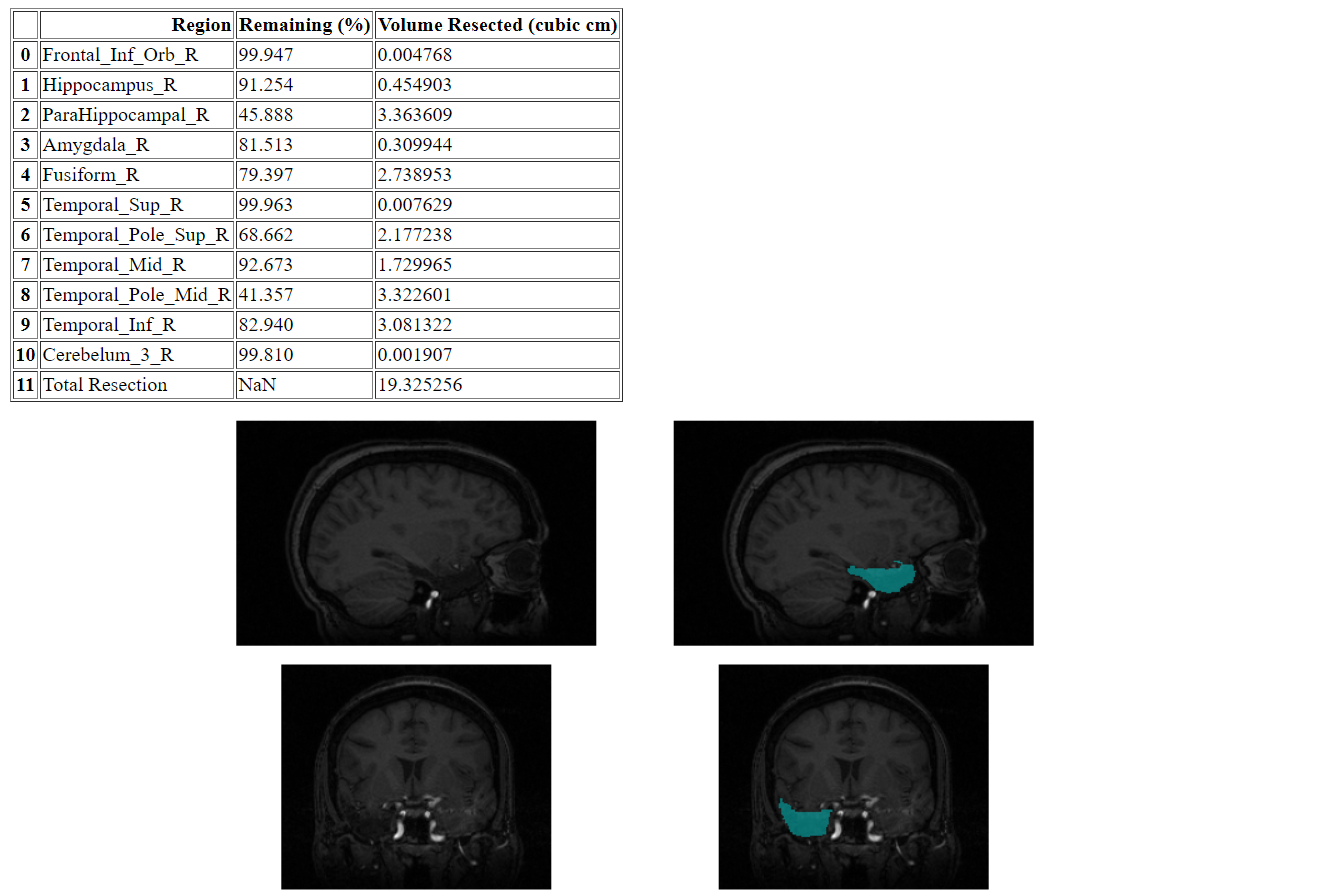 Region Remaining (%) Volume Resected (cubic cm)
0 Frontal_Inf_Orb_R 99.947 0.004768
1 Hippocampus_R 91.254 0.454903
2 ParaHippocampal_R 45.888 3.363609
3 Amygdala_R 81.513 0.309944
4 Fusiform_R 79.397 2.738953
5 Temporal_Sup_R 99.963 0.007629
6 Temporal_Pole_Sup_R 68.662 2.177238
7 Temporal_Mid_R 92.673 1.729965
8 Temporal_Pole_Mid_R 41.357 3.322601
9 Temporal_Inf_R 82.940 3.081322
10 Cerebelum_3_R 99.810 0.001907
11 Total Resection NaN 19.325256